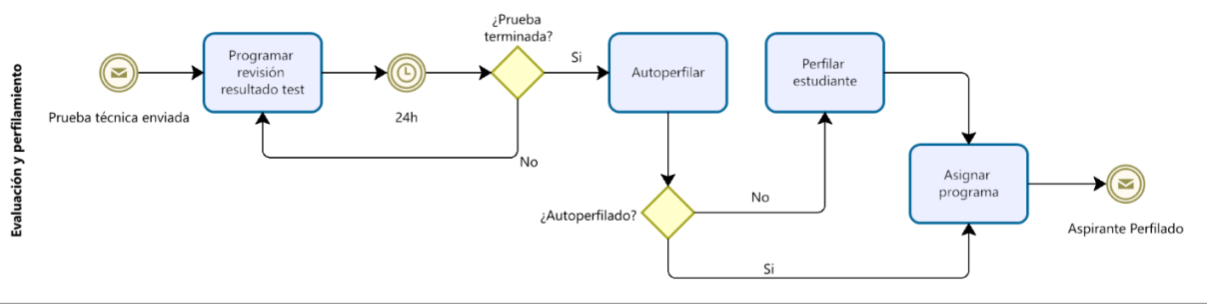 Evaluación y perfilamiento
Prueba técnica enviada
Programar
revisión
resultado test
24h
¿Prueba
terminada?
Si
No
Autoperfilar
¿Autoperfilado?
No
Si
Perfilar
estudiante
Asignar
programa
Aspirante Perfilado